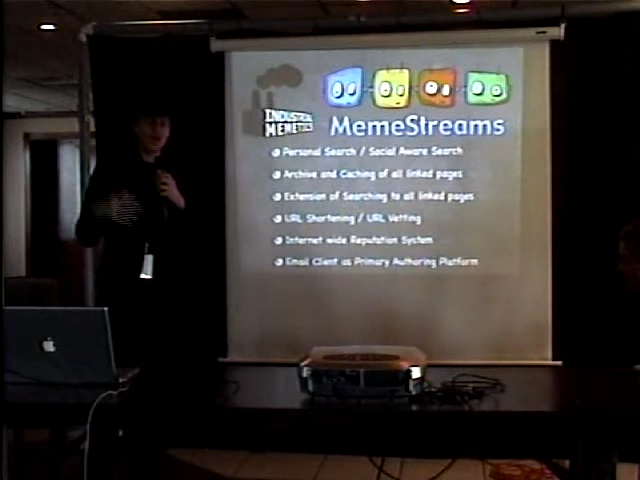 INDUSTRIAL
MEMETICS
MemeStreams
Personal Search / Social Aware Search
Archive and Caching of all linked pages
Extension of Searching to all linked pages
URL Shortening / URL Vetting
Internet wide Reputation System
Email Client as Primary Authoring Platform